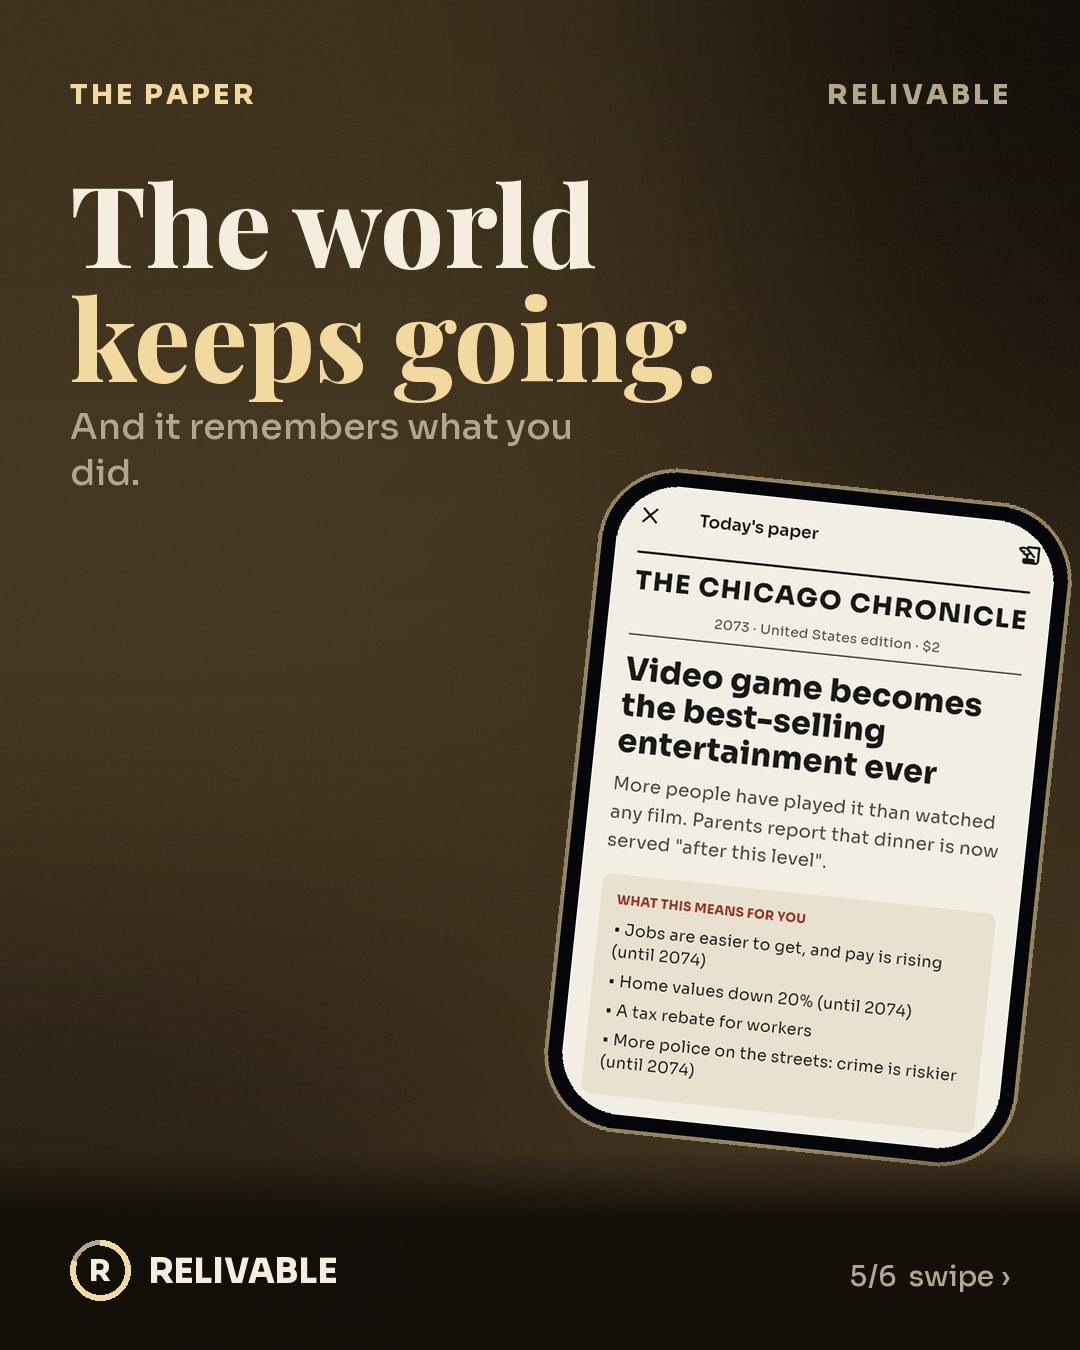 THE PAPER
RELIVABLE
The world
keeps going.
And it remembers what you
did.
Today's paper
THE CHICAGO CHRONICLE
2073 · United States edition · $2
Video game becomes
the best-selling
entertainment ever
More people have played it than watched
any film. Parents report that dinner is now
served "after this level".
WHAT THIS MEANS FOR YOU
▪ Jobs are easier to get, and pay is rising
(until 2074)
▪ Home values down 20% (until 2074)
▪ A tax rebate for workers
▪ More police on the streets: crime is riskier
(until 2074)
R RELIVABLE
5/6 swipe ›